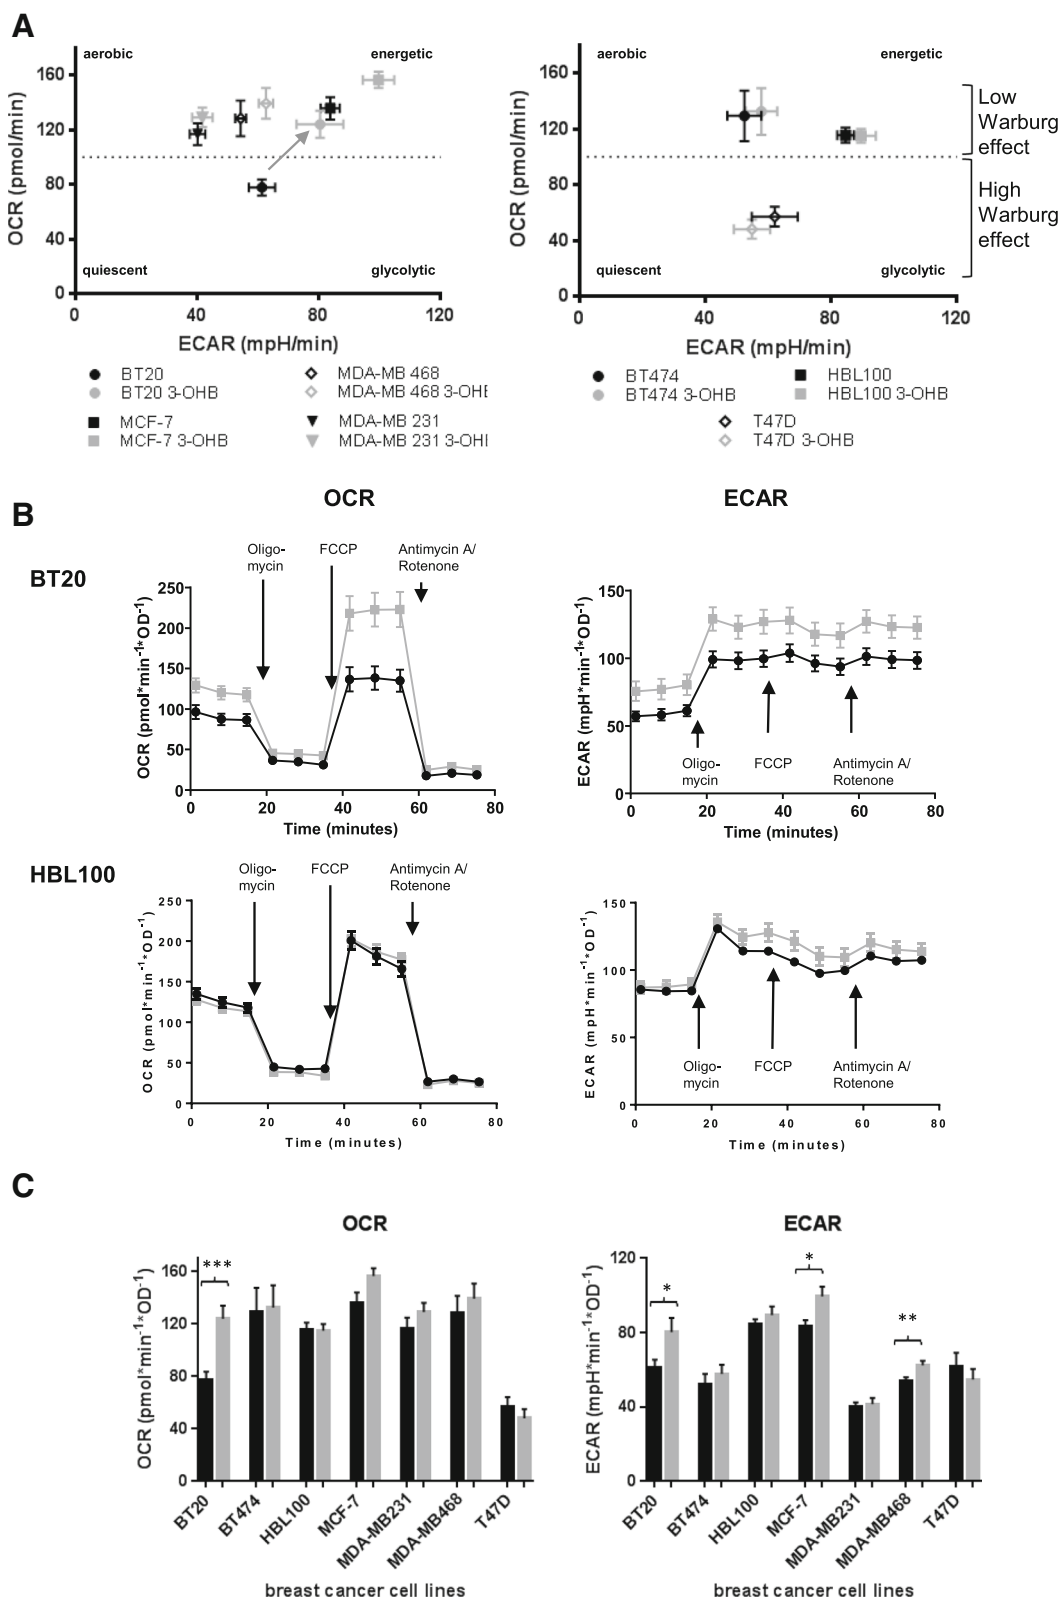 A
aerobic
energetic
quiescent
glycolytic
OCR (pmol/min)
160
120
80
40
0
0
40
80
120
ECAR (mpH/min)
BT20
BT20 3-OHB
MCF-7
MCF-7 3-OHB
MDA-MB 468
MDA-MB 468 3-OHB
MDA-MB 231
MDA-MB 231 3-OHI
aerobic
energetic
quiescent
glycolytic
OCR (pmol/min)
160
120
80
40
0
0
40
80
120
ECAR (mpH/min)
Low
Warburg
effect
High
Warburg
effect
BT474
BT474 3-OHB
HBL100
HBL100 3-OHB
T47D
T47D 3-OHB
B
OCR
ECAR
BT20
Oligo-
mycin
FCCP
Antimycin A/
Rotenone
OCR (pmol*min⁻¹*OD⁻¹)
250
200
150
100
50
0
0
20
40
60
80
Time (minutes)
ECAR (mpH*min⁻¹*OD⁻¹)
150
100
50
0
Oligo-
mycin
FCCP
Antimycin A/
Rotenone
0
20
40
60
80
Time (minutes)
HBL100
Oligo-
mycin
FCCP
Antimycin A/
Rotenone
OCR (pmol*min⁻¹*OD⁻¹)
250
200
150
100
50
0
0
20
40
60
80
Time (minutes)
ECAR (mpH*min⁻¹*OD⁻¹)
150
100
50
0
Oligo-
mycin
FCCP
Antimycin A/
Rotenone
0
20
40
60
80
Time (minutes)
C
OCR
OCR (pmol*min⁻¹*OD⁻¹)
160
120
80
40
0
***
BT20
BT474
HBL100
MCF-7
MDA-MB231
MDA-MB468
T47D
breast cancer cell lines
ECAR
ECAR (mpH*min⁻¹*OD⁻¹)
120
80
40
0
*
*
**
BT20
BT474
HBL100
MCF-7
MDA-MB231
MDA-MB468
T47D
breast cancer cell lines